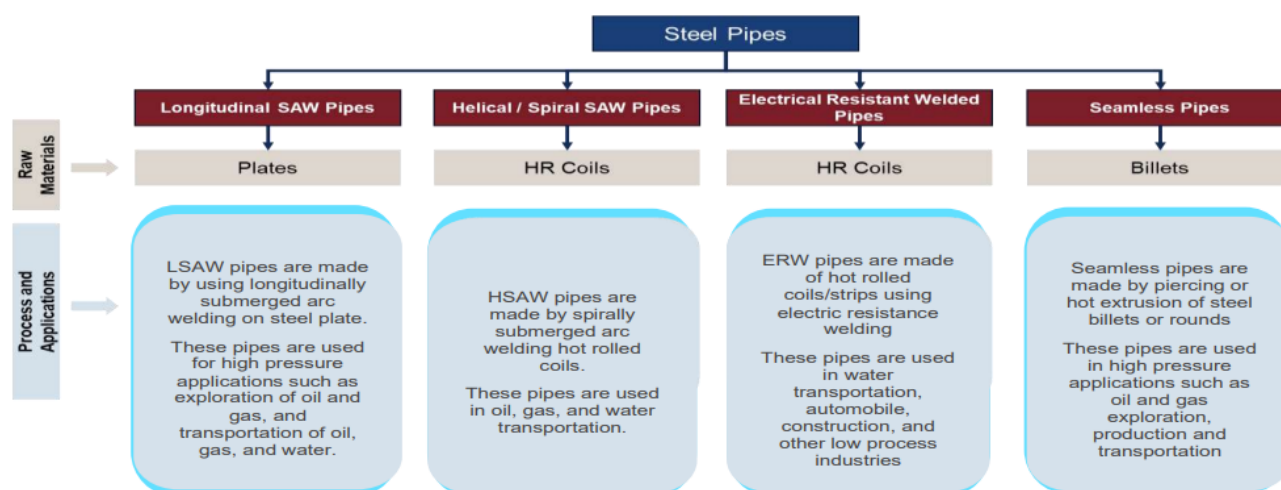 Steel Pipes
Longitudinal SAW Pipes
Helical / Spiral SAW Pipes
Electrical Resistant Welded
Pipes
Seamless Pipes
Raw
Materials
Plates
HR Coils
HR Coils
Billets
Process and
Applications
LSAW pipes are made
by using longitudinally
submerged arc
welding on steel plate.
These pipes are used
for high pressure
applications such as
exploration of oil and
gas, and
transportation of oil,
gas, and water.
HSAW pipes are
made by spirally
submerged arc
welding hot rolled
coils.
These pipes are used
in oil, gas, and water
transportation.
ERW pipes are made
of hot rolled
coils/strips using
electric resistance
welding
These pipes are used
in water
transportation,
automobile,
construction, and
other low process
industries
Seamless pipes are
made by piercing or
hot extrusion of steel
billets or rounds
These pipes are used
in high pressure
applications such as
oil and gas
exploration,
production and
transportation